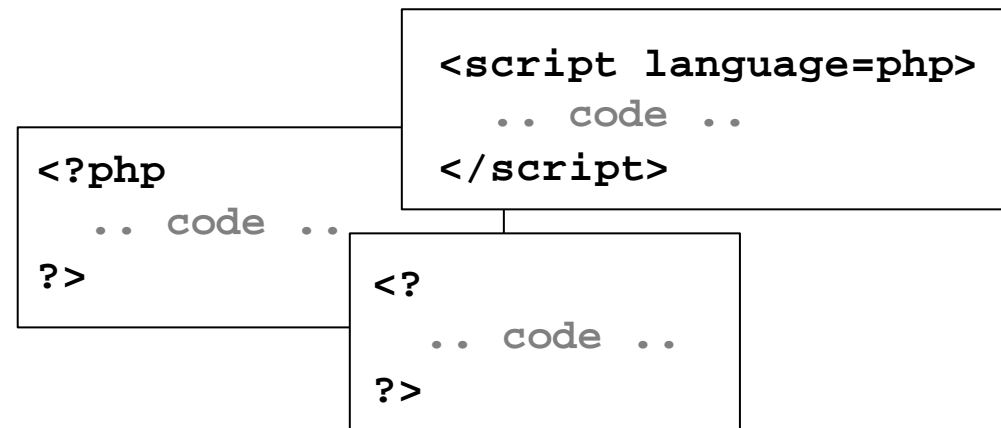 <script language=php>
.. code ..
</script>
<?php
.. code ..
?>
<?
.. code ..
?>